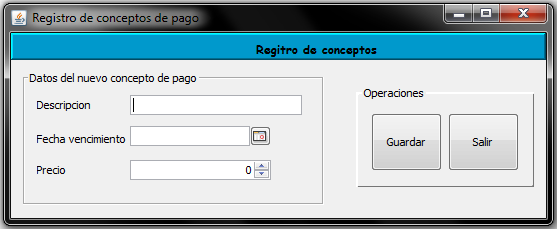 Registro de conceptos de pago
Regitro de conceptos
Datos del nuevo concepto de pago
Descripcion
Fecha vencimiento
Precio
0
Operaciones
Guardar
Salir